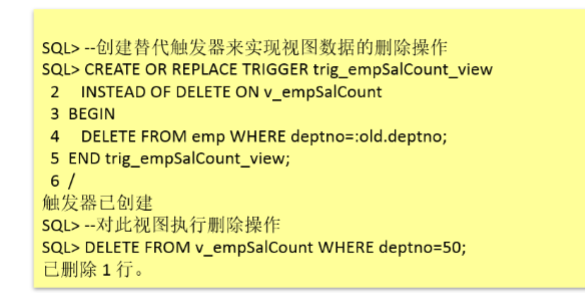 SQL> --创建替代触发器来实现视图数据的删除操作
SQL> CREATE OR REPLACE TRIGGER trig_empSalCount_view
2 INSTEAD OF DELETE ON v_empSalCount
3 BEGIN
4 DELETE FROM emp WHERE deptno=:old.deptno;
5 END trig_empSalCount_view;
6 /
触发器已创建
SQL> --对此视图执行删除操作
SQL> DELETE FROM v_empSalCount WHERE deptno=50;
已删除 1 行。